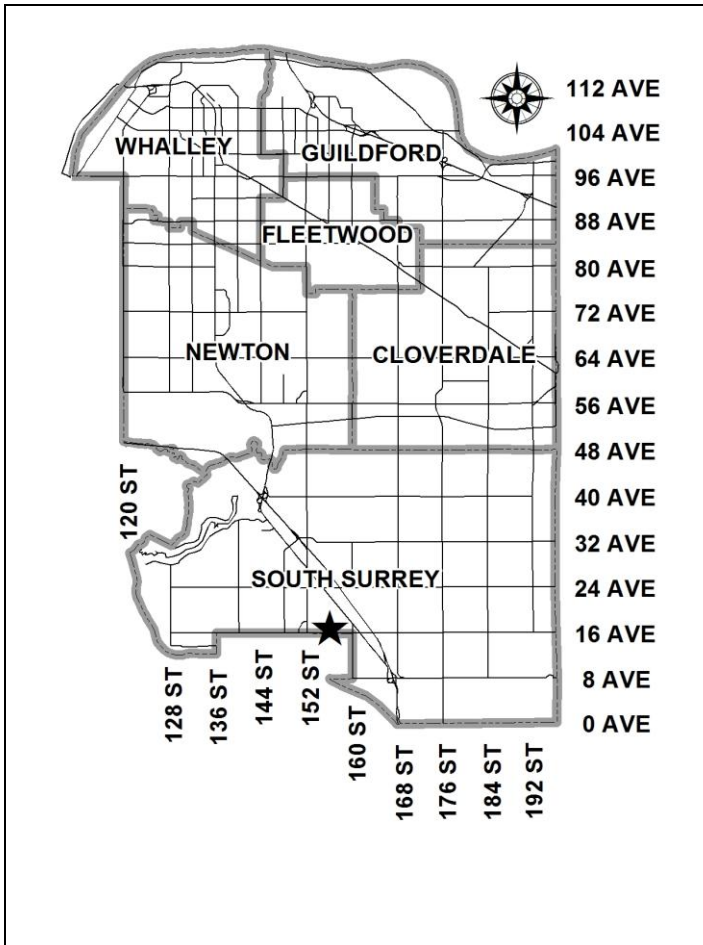 112 AVE
104 AVE
WHALLEY
GUILDFORD
96 AVE
88 AVE
FLEETWOOD
80 AVE
72 AVE
NEWTON
CLOVERDALE
64 AVE
56 AVE
48 AVE
120 ST
40 AVE
32 AVE
SOUTH SURREY
24 AVE
16 AVE
128 ST
136 ST
144 ST
152 ST
8 AVE
160 ST
0 AVE
168 ST
176 ST
184 ST
192 ST